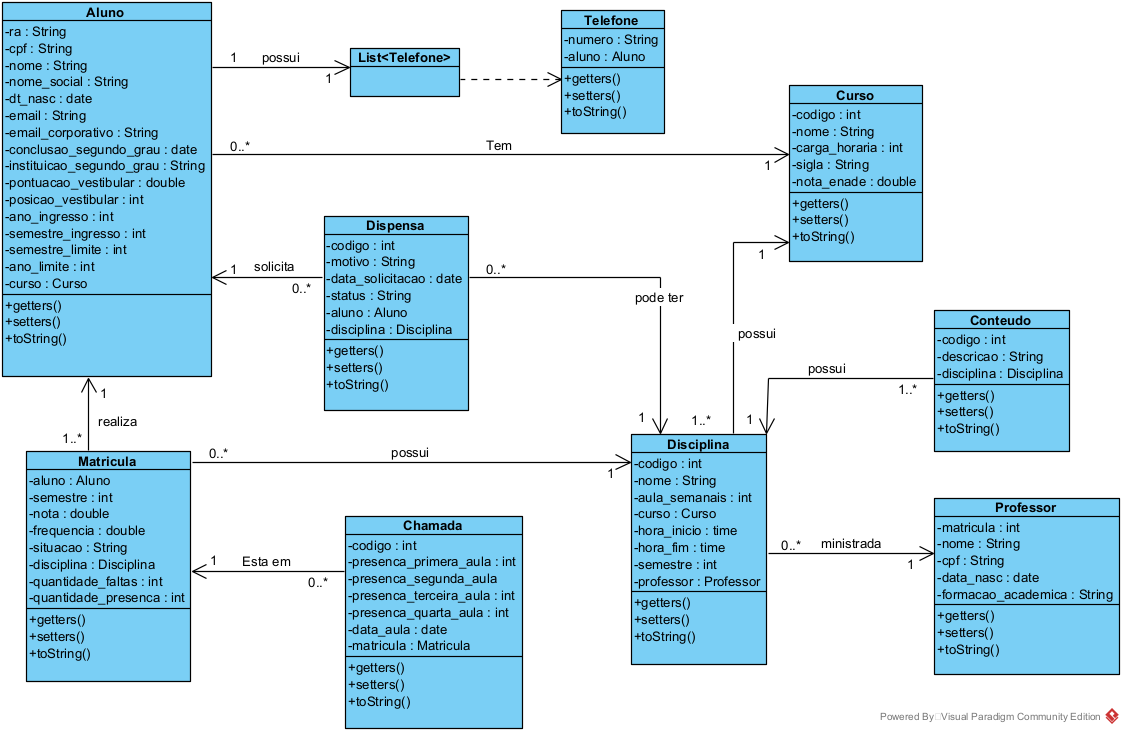 Aluno
-ra : String
-cpf : String
-nome : String
-nome_social : String
-dt_nasc : date
-email : String
-email_corporativo : String
-conclusao_segundo_grau : date
-instituicao_segundo_grau : String
-pontuacao_vestibular : double
-posicao_vestibular : int
-ano_ingresso : int
-semestre_ingresso : int
-semestre_limite : int
-ano_limite : int
-curso : Curso
+getters()
+setters()
+toString()
1
possui
1
List<Telefone>
Telefone
-numero : String
-aluno : Aluno
+getters()
+setters()
+toString()
0..*
Tem
1
Curso
-codigo : int
-nome : String
-carga_horaria : int
-sigla : String
-nota_enade : double
+getters()
+setters()
+toString()
1
solicita
0..*
Dispensa
-codigo : int
-motivo : String
-data_solicitacao : date
-status : String
-aluno : Aluno
-disciplina : Disciplina
+getters()
+setters()
+toString()
0..*
pode ter
1
1
possui
1..*
Conteudo
-codigo : int
-descricao : String
-disciplina : Disciplina
+getters()
+setters()
+toString()
possui
1..*
1
1
realiza
1..*
Matricula
-aluno : Aluno
-semestre : int
-nota : double
-frequencia : double
-situacao : String
-disciplina : Disciplina
-quantidade_faltas : int
-quantidade_presenca : int
+getters()
+setters()
+toString()
0..*
possui
1
Disciplina
-codigo : int
-nome : String
-aula_semanais : int
-curso : Curso
-hora_inicio : time
-hora_fim : time
-semestre : int
-professor : Professor
+getters()
+setters()
+toString()
1
Esta em
0..*
Chamada
-codigo : int
-presenca_primera_aula : int
-presenca_segunda_aula
-presenca_terceira_aula : int
-presenca_quarta_aula : int
-data_aula : date
-matricula : Matricula
+getters()
+setters()
+toString()
0..*
ministrada
1
Professor
-matricula : int
-nome : String
-cpf : String
-data_nasc : date
-formacao_academica : String
+getters()
+setters()
+toString()
Powered By Visual Paradigm Community Edition